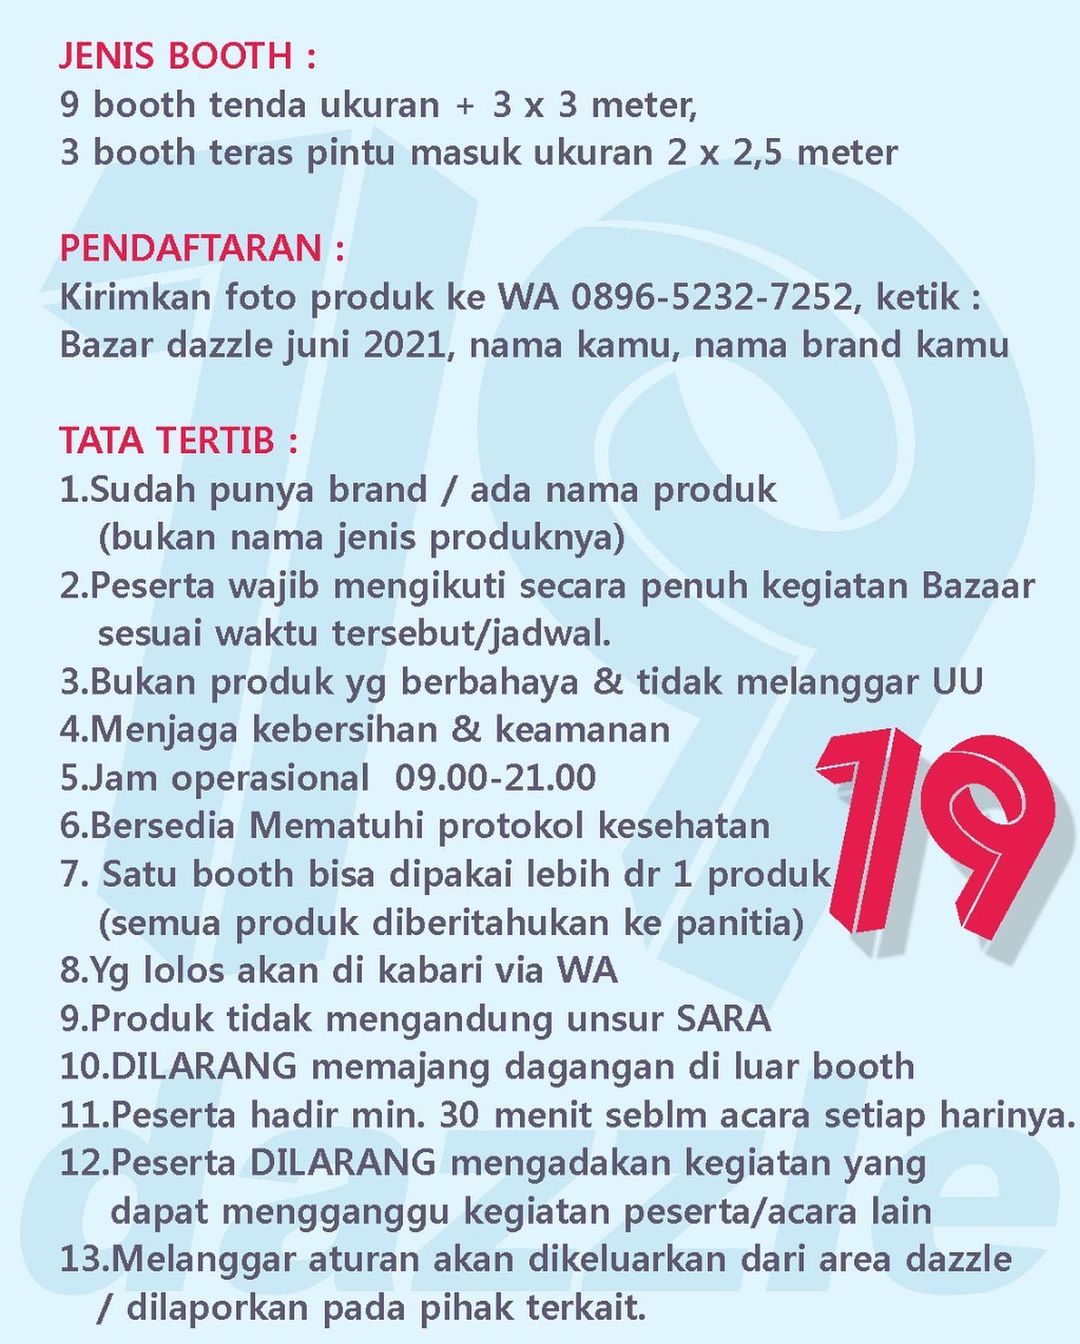 JENIS BOOTH :
9 booth tenda ukuran + 3 x 3 meter,
3 booth teras pintu masuk ukuran 2 x 2,5 meter
PENDAFTARAN :
Kirimkan foto produk ke WA 0896-5232-7252, ketik :
Bazar dazzle juni 2021, nama kamu, nama brand kamu
TATA TERTIB :
1.Sudah punya brand / ada nama produk
(bukan nama jenis produknya)
2.Peserta wajib mengikuti secara penuh kegiatan Bazaar
sesuai waktu tersebut/jadwal.
3.Bukan produk yg berbahaya & tidak melanggar UU
4.Menjaga kebersihan & keamanan
5.Jam operasional  09.00-21.00
6.Bersedia Mematuhi protokol kesehatan
7. Satu booth bisa dipakai lebih dr 1 produk
(semua produk diberitahukan ke panitia)
8.Yg lolos akan di kabari via WA
9.Produk tidak mengandung unsur SARA
10.DILARANG memajang dagangan di luar booth
11.Peserta hadir min. 30 menit seblm acara setiap harinya.
12.Peserta DILARANG mengadakan kegiatan yang
dapat mengganggu kegiatan peserta/acara lain
13.Melanggar aturan akan dikeluarkan dari area dazzle
/ dilaporkan pada pihak terkait.
19
19
dazzle